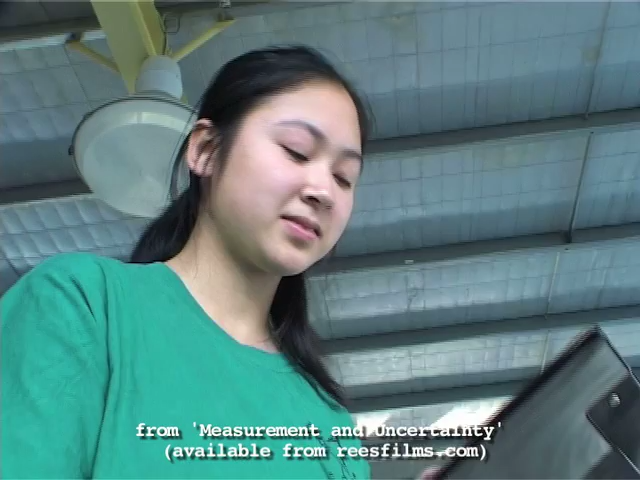 from 'Measurement and Uncertainty'
(available from reesfilms.com)